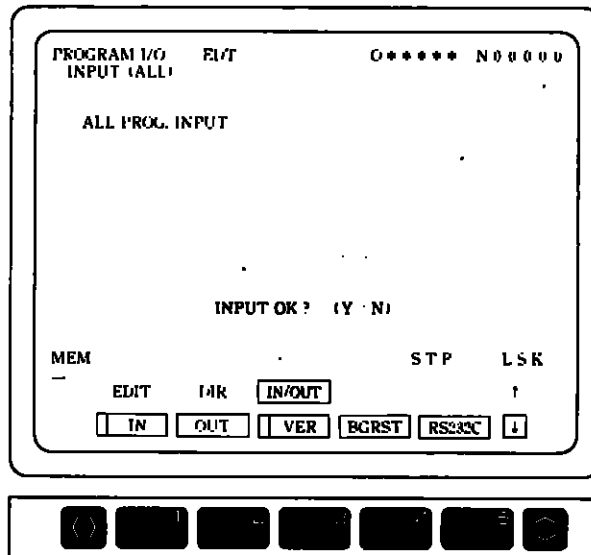 PROGRAM I/O EDIT O***** N00000
INPUT (ALL)
ALL PROG. INPUT
INPUT OK ? (Y N)
MEM STP LSK
EDIT DIR IN/OUT ↑
IN OUT VER BGRST RS232C ↓